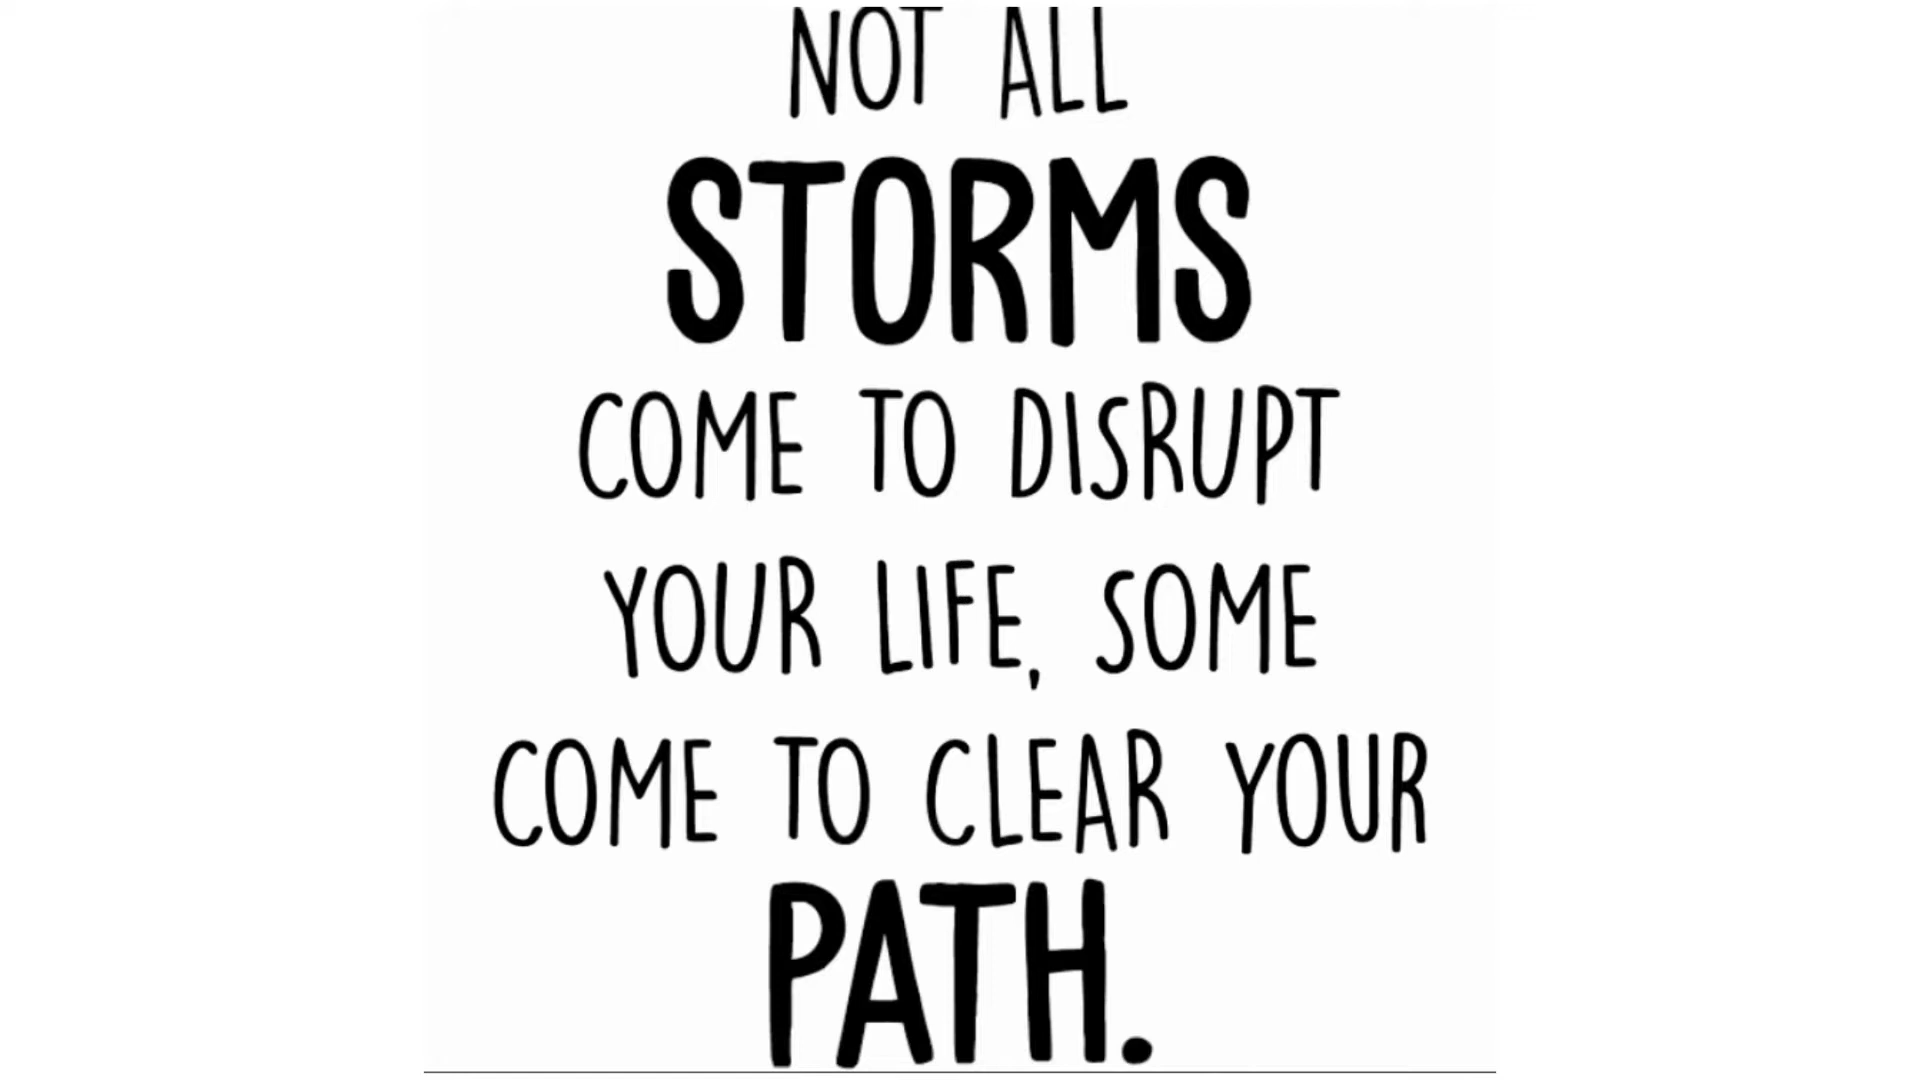 NOT ALL
STORMS
COME TO DISRUPT
YOUR LIFE, SOME
COME TO CLEAR YOUR
PATH.